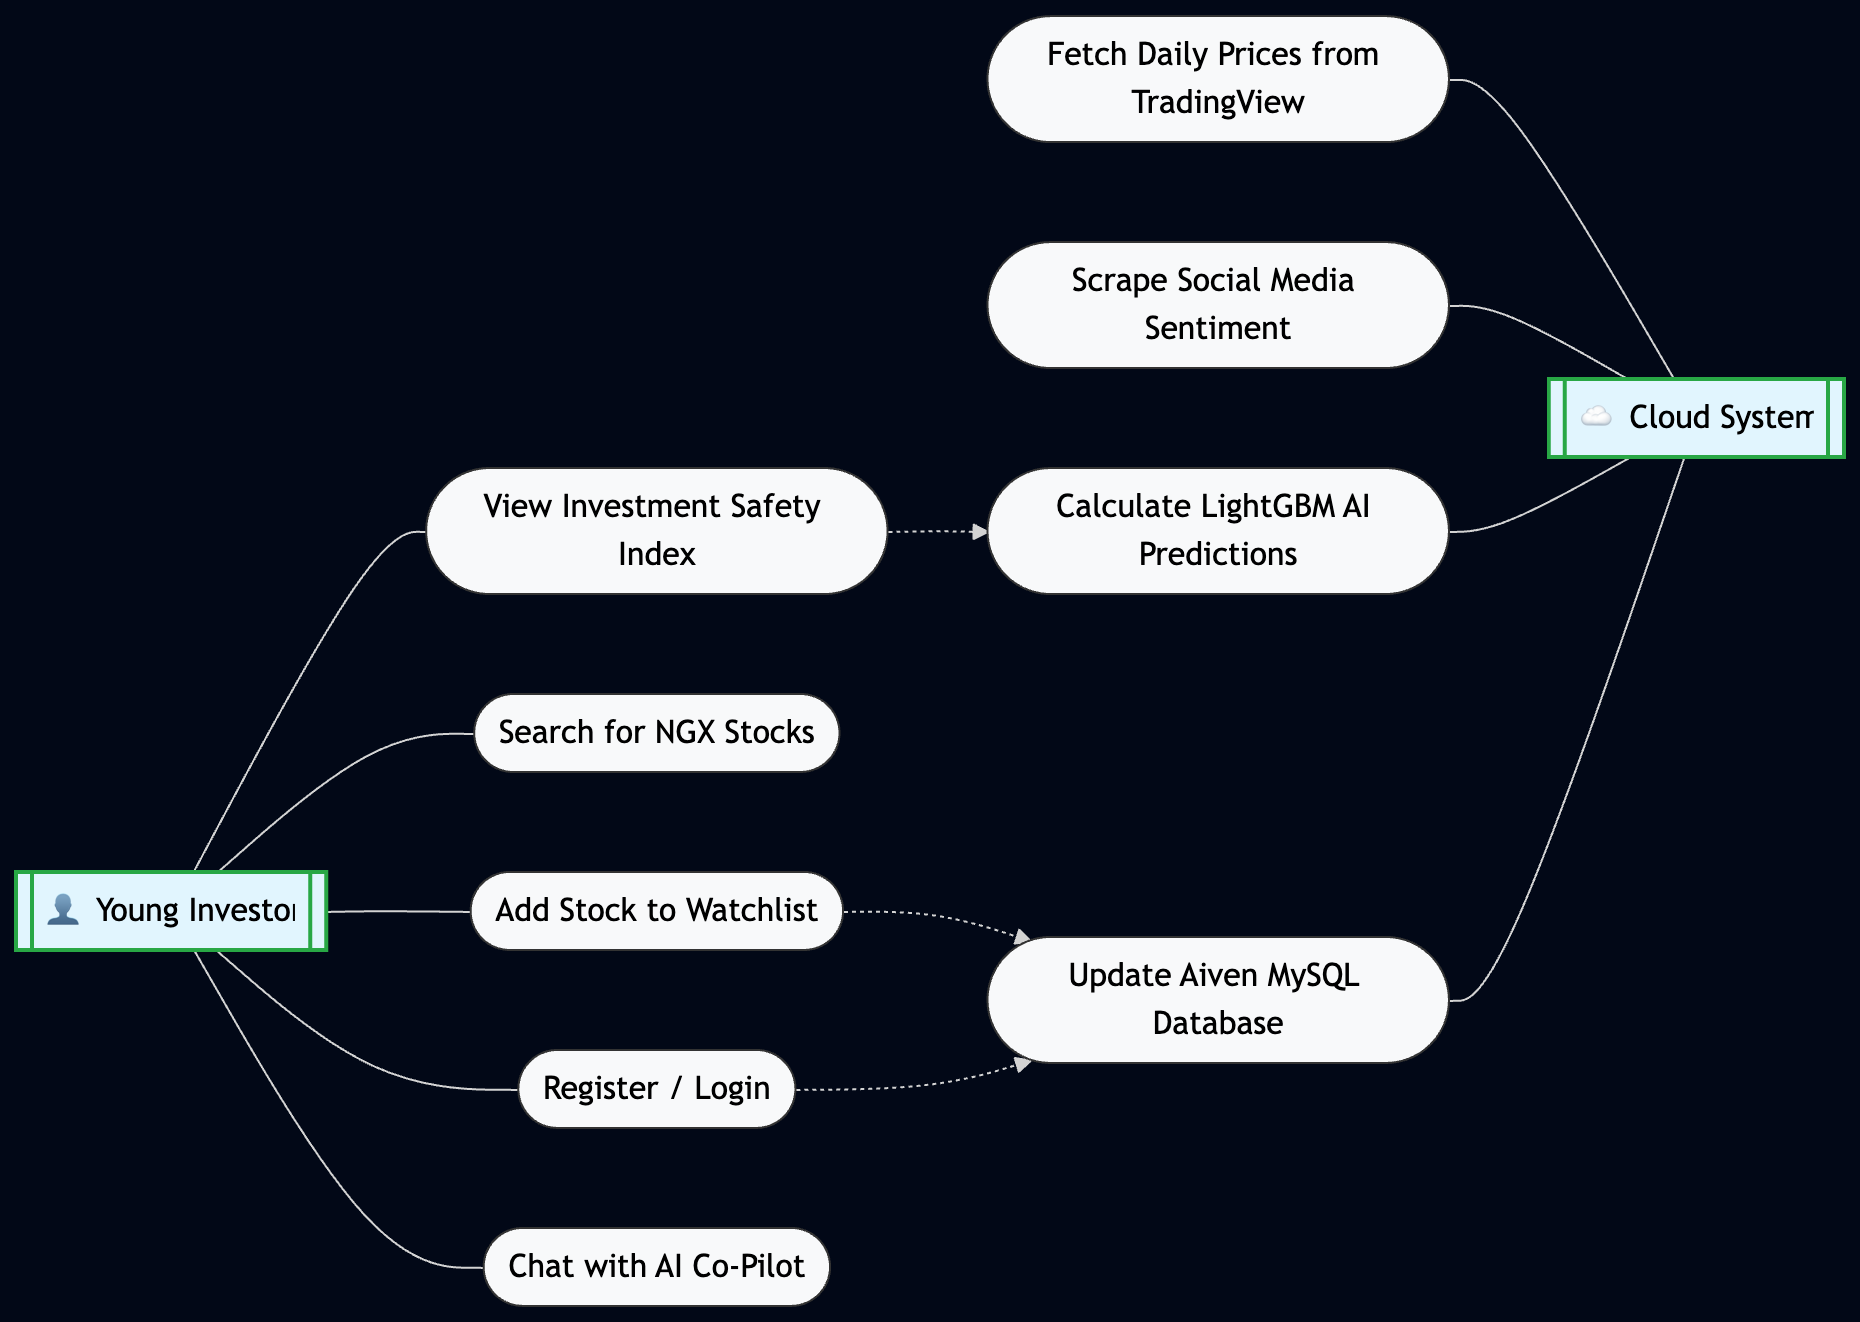 Fetch Daily Prices from
TradingView
Scrape Social Media
Sentiment
Cloud System
View Investment Safety
Index
Calculate LightGBM AI
Predictions
Search for NGX Stocks
Young Investor
Add Stock to Watchlist
Update Aiven MySQL
Database
Register / Login
Chat with AI Co-Pilot